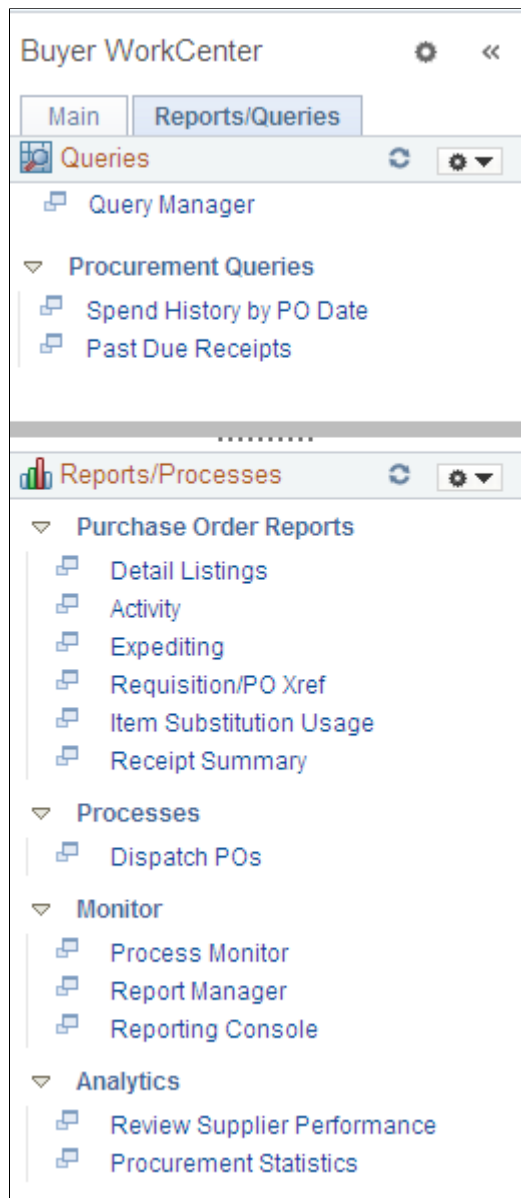 Buyer WorkCenter
Main
Reports/Queries
Queries
Query Manager
Procurement Queries
Spend History by PO Date
Past Due Receipts
Reports/Processes
Purchase Order Reports
Detail Listings
Activity
Expediting
Requisition/PO Xref
Item Substitution Usage
Receipt Summary
Processes
Dispatch POs
Monitor
Process Monitor
Report Manager
Reporting Console
Analytics
Review Supplier Performance
Procurement Statistics